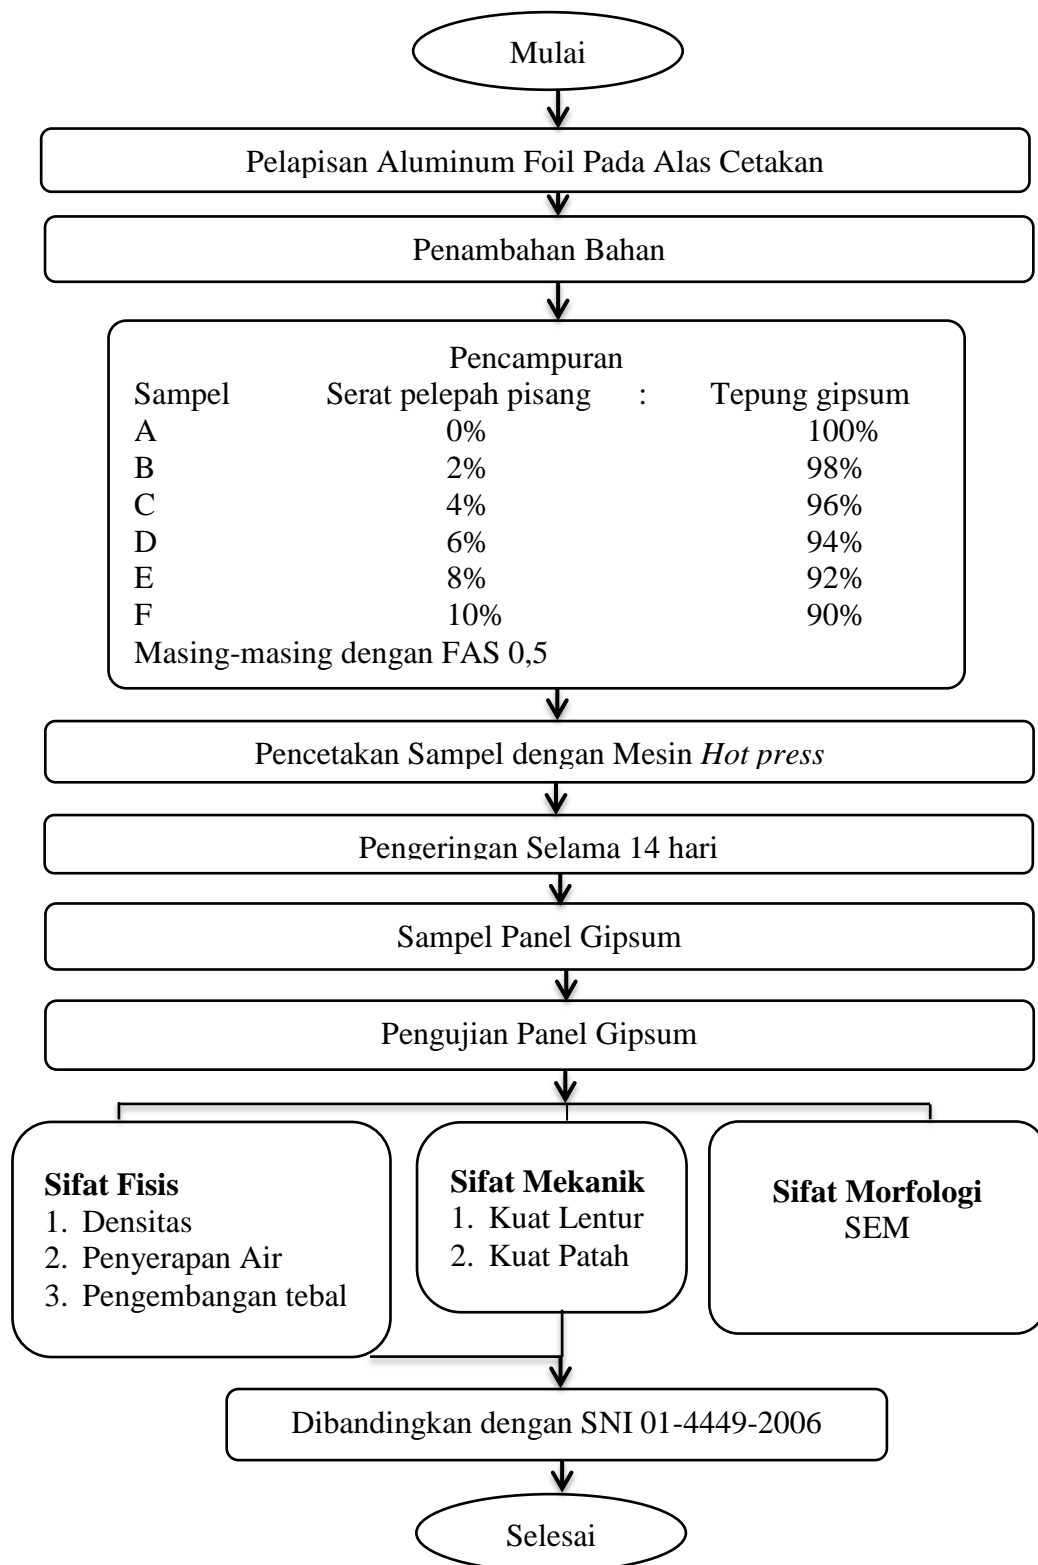 Mulai
Pelapisan Aluminum Foil Pada Alas Cetakan
Penambahan Bahan
Pencampuran
Sampel Serat pelepah pisang : Tepung gipsum
A 0% 100%
B 2% 98%
C 4% 96%
D 6% 94%
E 8% 92%
F 10% 90%
Masing-masing dengan FAS 0,5
Pencetakan Sampel dengan Mesin Hot press
Pengeringan Selama 14 hari
Sampel Panel Gipsum
Pengujian Panel Gipsum
Sifat Fisis
1. Densitas
2. Penyerapan Air
3. Pengembangan tebal
Sifat Mekanik
1. Kuat Lentur
2. Kuat Patah
Sifat Morfologi
SEM
Dibandingkan dengan SNI 01-4449-2006
Selesai